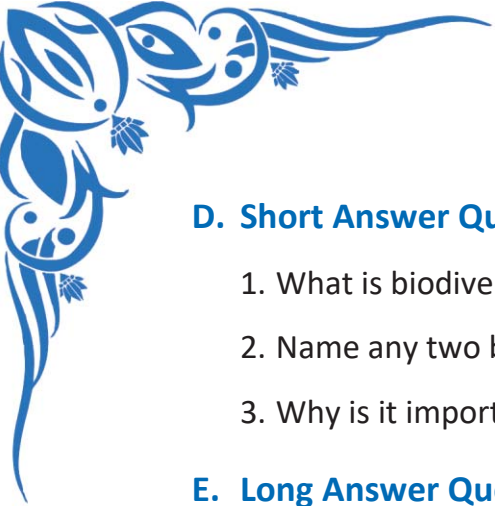 D. Short Answer Qu
1. What is biodive
2. Name any two b
3. Why is it import
E. Long Answer Qu